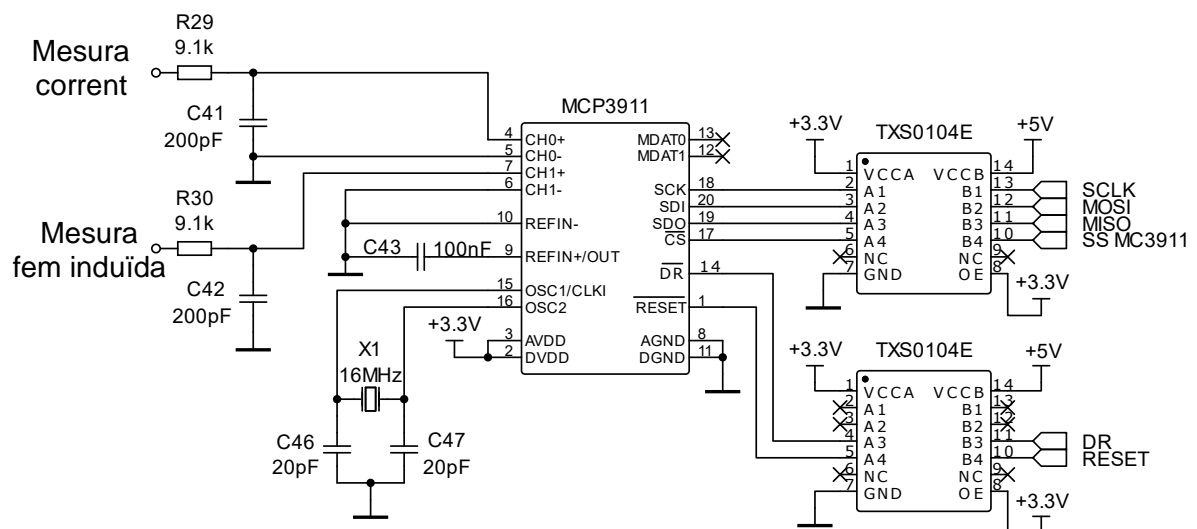 R29
9.1k
Mesura
corrent
C41
200pF
R30
9.1k
Mesura
fem induïda
C42
200pF
C43
100nF
+3.3V
X1
16MHz
C46
20pF
C47
20pF
MCP3911
4 CH0+
5 CH0-
7 CH1+
6 CH1-
10 REFIN-
9 REFIN+/OUT
15 OSC1/CLKI
16 OSC2
3 AVDD
2 DVDD
MDAT0 13
MDAT1 12
SCK 18
SDI 20
SDO 19
CS 17
DR 14
RESET 1
AGND 8
DGND 11
+3.3V
TXS0104E
+5V
1 VCCA VCCB 14
2 A1 B1 13 SCLK
3 A2 B2 12 MOSI
4 A3 B3 11 MISO
5 A4 B4 10 SS MC3911
6 NC NC 9
7 GND OE 8
+3.3V
+3.3V
TXS0104E
+5V
1 VCCA VCCB 14
2 A1 B1 13
3 A2 B2 12
4 A3 B3 11 DR
5 A4 B4 10 RESET
6 NC NC 9
7 GND OE 8
+3.3V